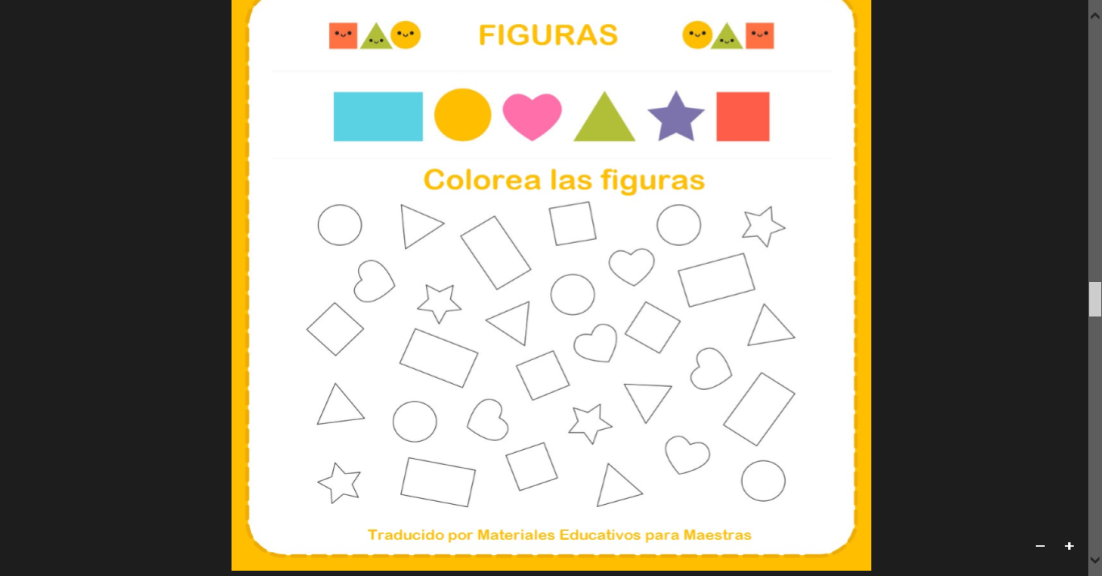 FIGURAS
Colorea las figuras
Traducido por Materiales Educativos para Maestras